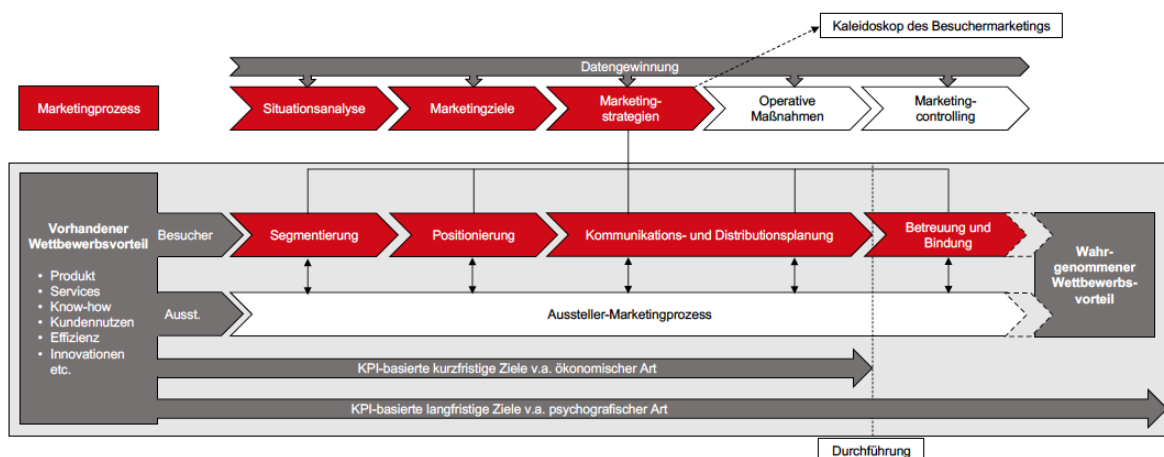 Kaleidoskop des Besuchermarketings
Datengewinnung
Marketingprozess
Situationsanalyse
Marketingziele
Marketing-
strategien
Operative
Maßnahmen
Marketing-
controlling
Vorhandener
Wettbewerbsvorteil
• Produkt
• Services
• Know-how
• Kundennutzen
• Effizienz
• Innovationen
etc.
Besucher
Segmentierung
Positionierung
Kommunikations- und Distributionsplanung
Betreuung und
Bindung
Wahr-
genommener
Wettbewerbs-
vorteil
Ausst.
Aussteller-Marketingprozess
KPI-basierte kurzfristige Ziele v.a. ökonomischer Art
KPI-basierte langfristige Ziele v.a. psychografischer Art
Durchführung